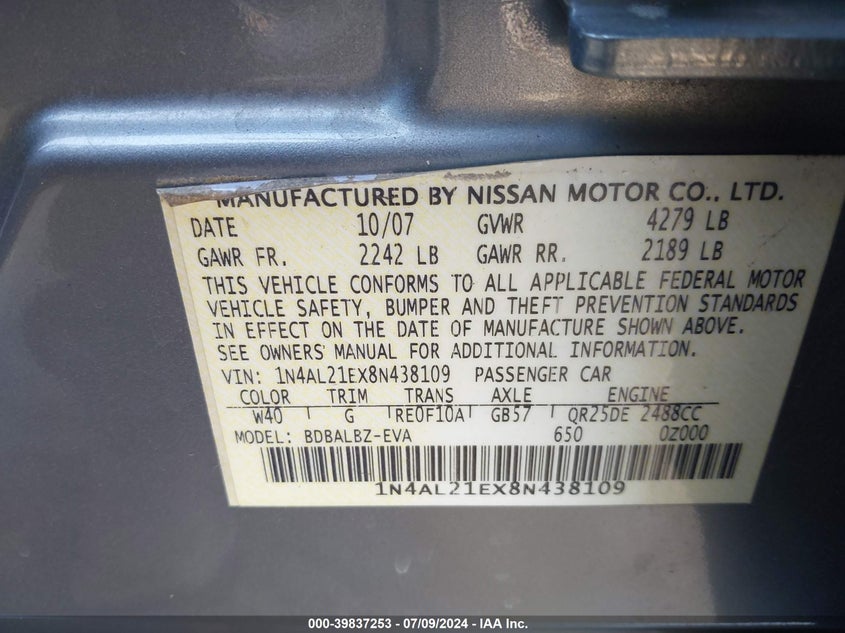 MANUFACTURED BY NISSAN MOTOR CO., LTD.
DATE 10/07 GVWR 4279 LB
GAWR FR. 2242 LB GAWR RR. 2189 LB
THIS VEHICLE CONFORMS TO ALL APPLICABLE FEDERAL MOTOR
VEHICLE SAFETY, BUMPER AND THEFT PREVENTION STANDARDS
IN EFFECT ON THE DATE OF MANUFACTURE SHOWN ABOVE.
SEE OWNERS MANUAL FOR ADDITIONAL INFORMATION.
VIN: 1N4AL21EX8N438109 PASSENGER CAR
COLOR TRIM TRANS AXLE ENGINE
W40 G RE0F10A GB57 QR25DE 2488CC
MODEL: BDBALBZ-EVA 650 0Z000
1N4AL21EX8N438109
000-39837253 - 07/09/2024 - IAA Inc.